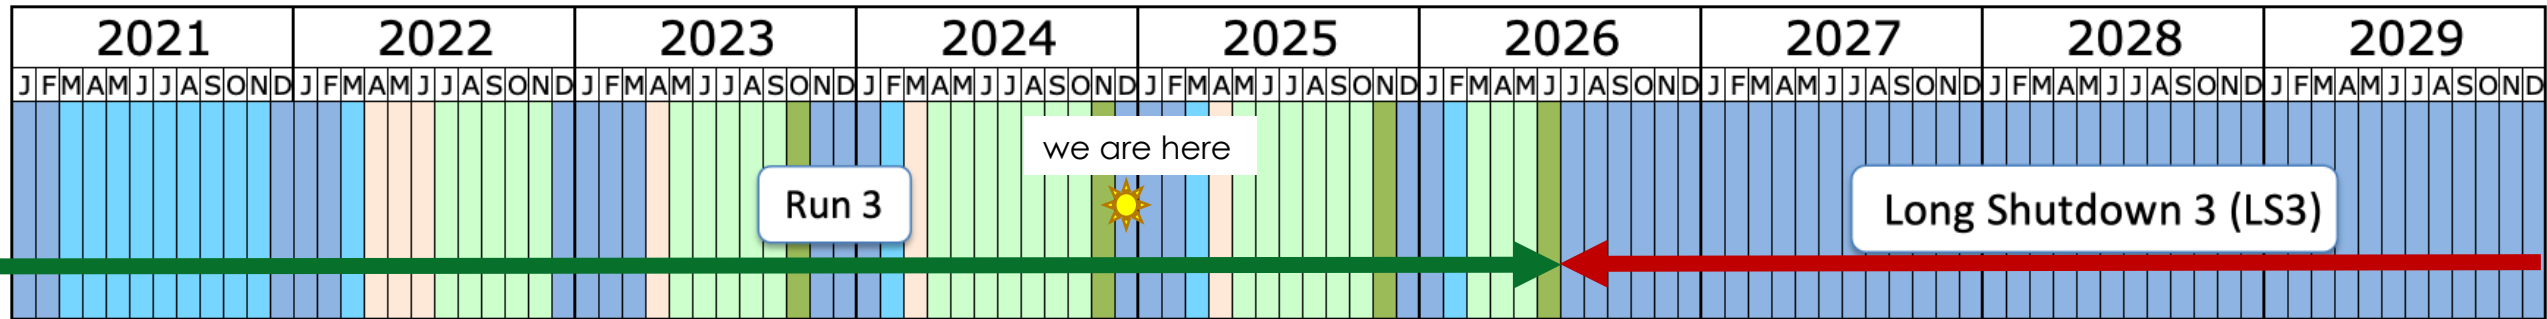 2021 2022 2023 2024 2025 2026 2027 2028 2029
J F M A M J J A S O N D J F M A M J J A S O N D J F M A M J J A S O N D J F M A M J J A S O N D J F M A M J J A S O N D J F M A M J J A S O N D J F M A M J J A S O N D J F M A M J J A S O N D J F M A M J J A S O N D
we are here
Run 3
Long Shutdown 3 (LS3)